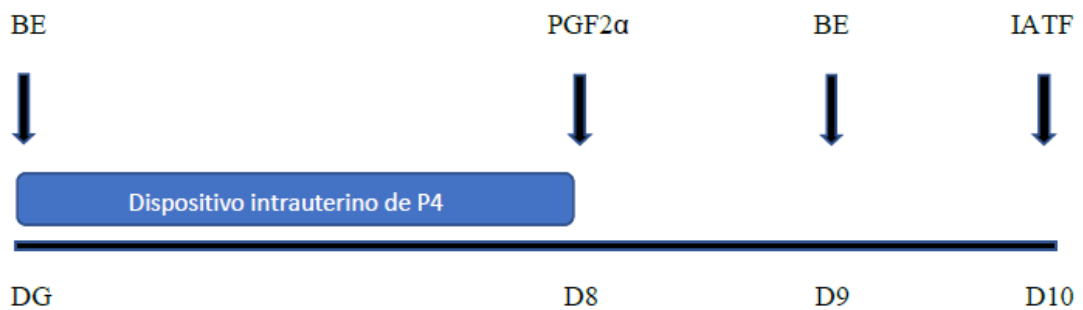 BE PGF2α BE IATF
Dispositivo intrauterino de P4
DG D8 D9 D10